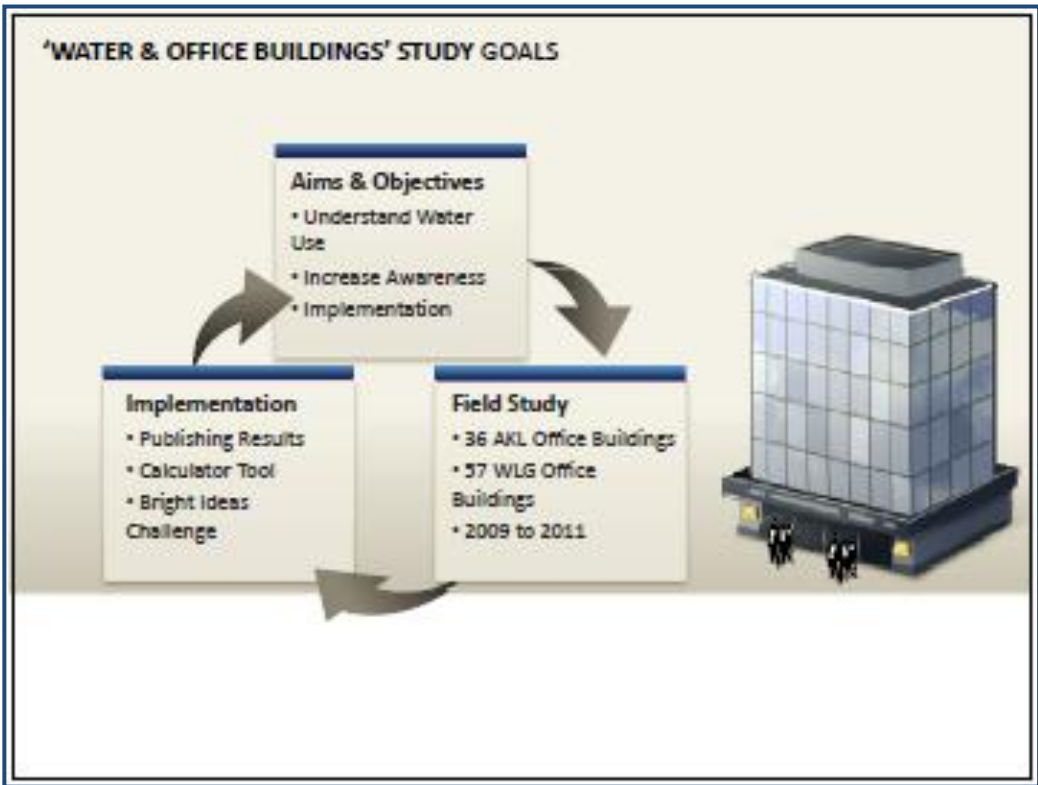 ‘WATER & OFFICE BUILDINGS’ STUDY GOALS
Aims & Objectives
• Understand Water
Use
• Increase Awareness
• Implementation
Implementation
• Publishing Results
• Calculator Tool
• Bright Ideas
Challenge
Field Study
• 36 AKL Office Buildings
• 57 WLG Office
Buildings
• 2009 to 2011